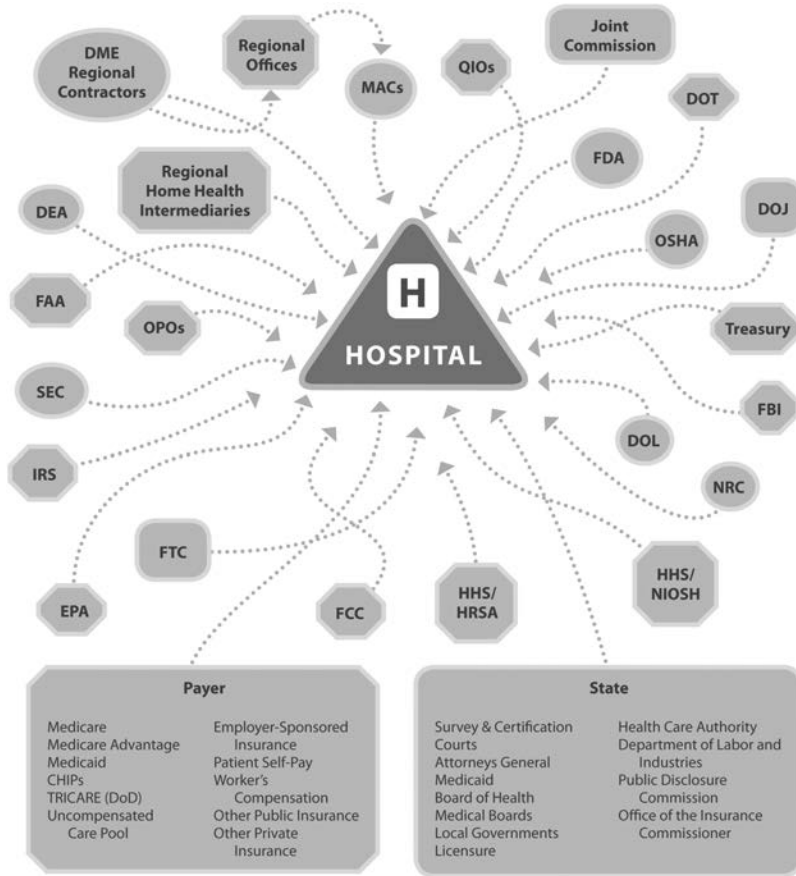 DME
Regional
Contractors
Regional
Offices
MACs
QIOs
Joint
Commission
DOT
FDA
Regional
Home Health
Intermediaries
DEA
DOJ
OSHA
FAA
OPOs
H
HOSPITAL
Treasury
SEC
FBI
DOL
IRS
NRC
FTC
EPA
FCC
HHS/
HRSA
HHS/
NIOSH
Payer
Medicare
Medicare Advantage
Medicaid
CHIPs
TRICARE (DoD)
Uncompensated
Care Pool
Employer-Sponsored
Insurance
Patient Self-Pay
Worker's
Compensation
Other Public Insurance
Other Private
Insurance
State
Survey & Certification
Courts
Attorneys General
Medicaid
Board of Health
Medical Boards
Local Governments
Licensure
Health Care Authority
Department of Labor and
Industries
Public Disclosure
Commission
Office of the Insurance
Commissioner